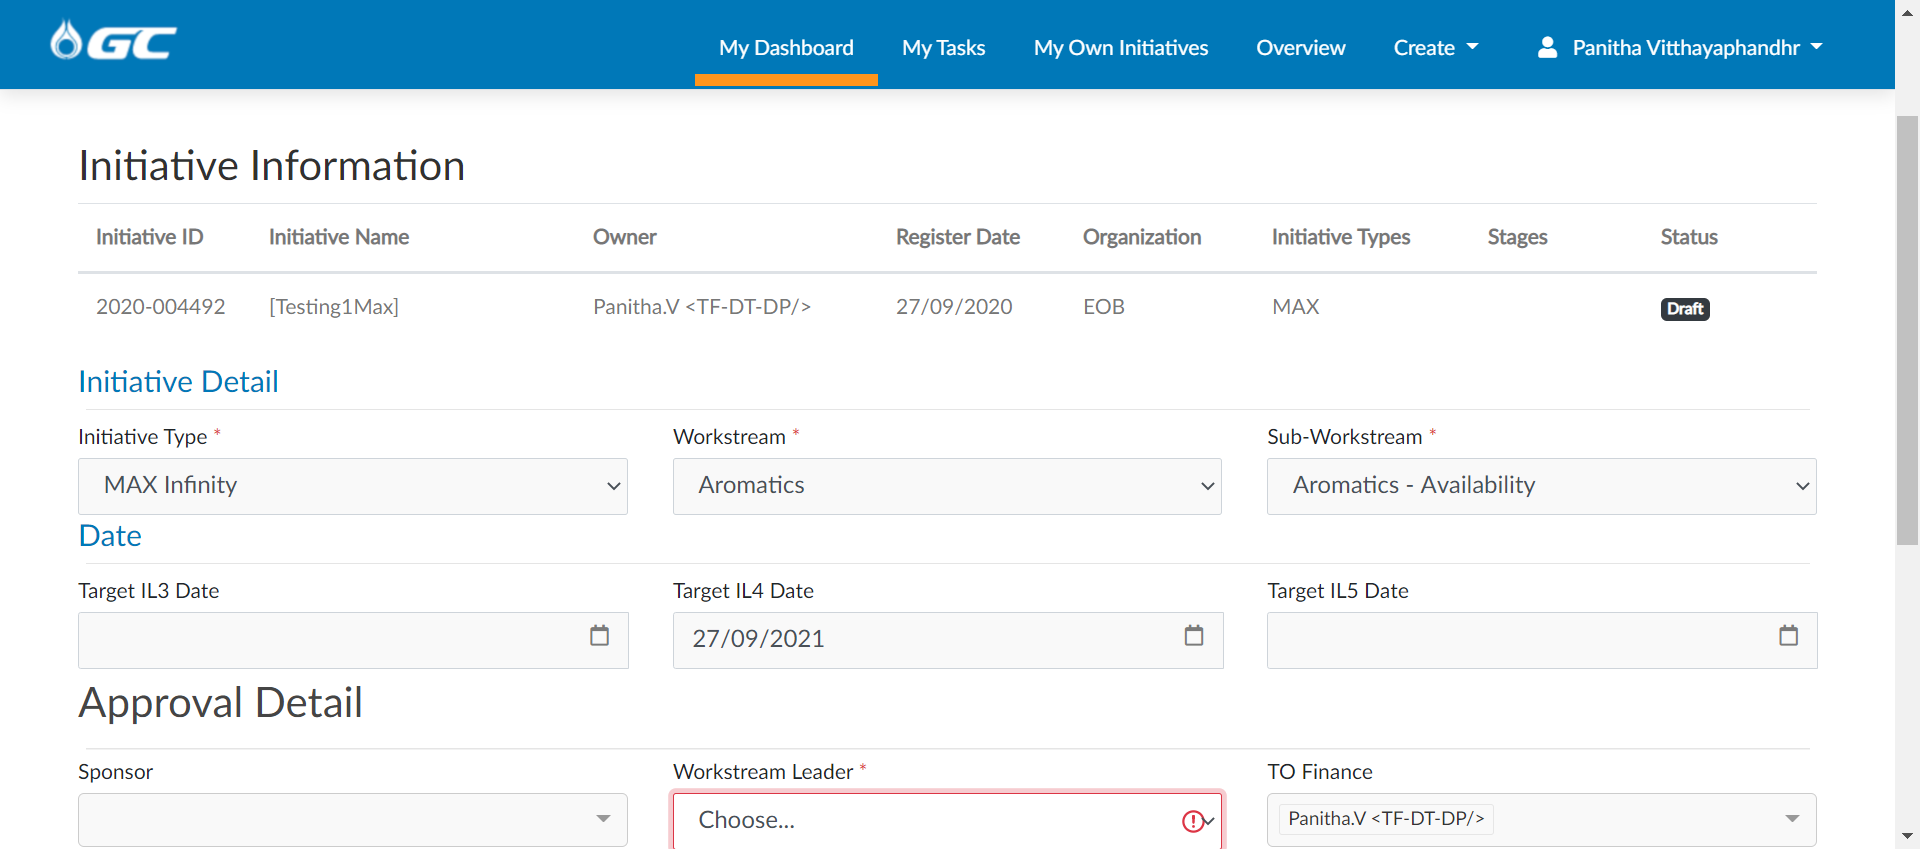 GC
My Dashboard My Tasks My Own Initiatives Overview Create Panitha Vitthayaphandhr
Initiative Information
Initiative ID Initiative Name Owner Register Date Organization Initiative Types Stages Status
2020-004492 [Testing1Max] Panitha.V <TF-DT-DP/> 27/09/2020 EOB MAX Draft
Initiative Detail
Initiative Type * Workstream * Sub-Workstream *
MAX Infinity Aromatics Aromatics - Availability
Date
Target IL3 Date Target IL4 Date Target IL5 Date
27/09/2021
Approval Detail
Sponsor Workstream Leader * TO Finance
Choose... Panitha.V <TF-DT-DP/>